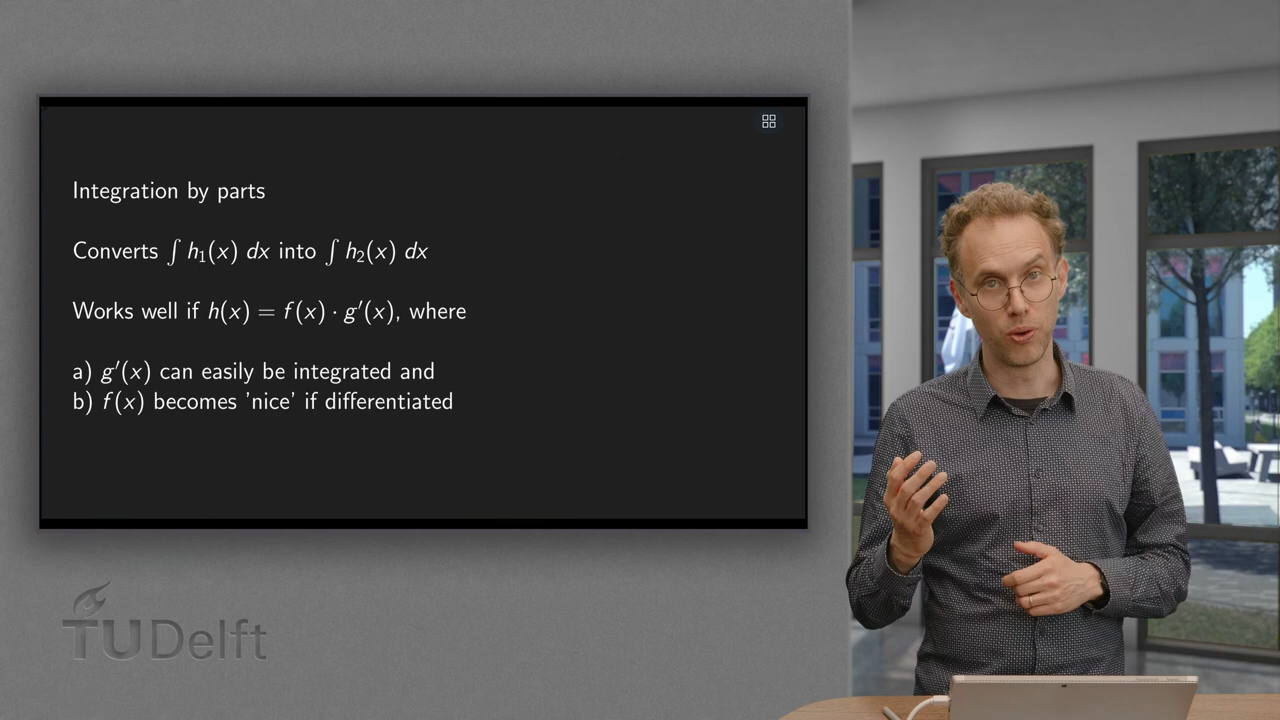 Integration by parts
Converts ∫ h₁(x) dx into ∫ h₂(x) dx
Works well if h(x) = f(x) · g′(x), where
a) g′(x) can easily be integrated and
b) f(x) becomes 'nice' if differentiated
TUDelft